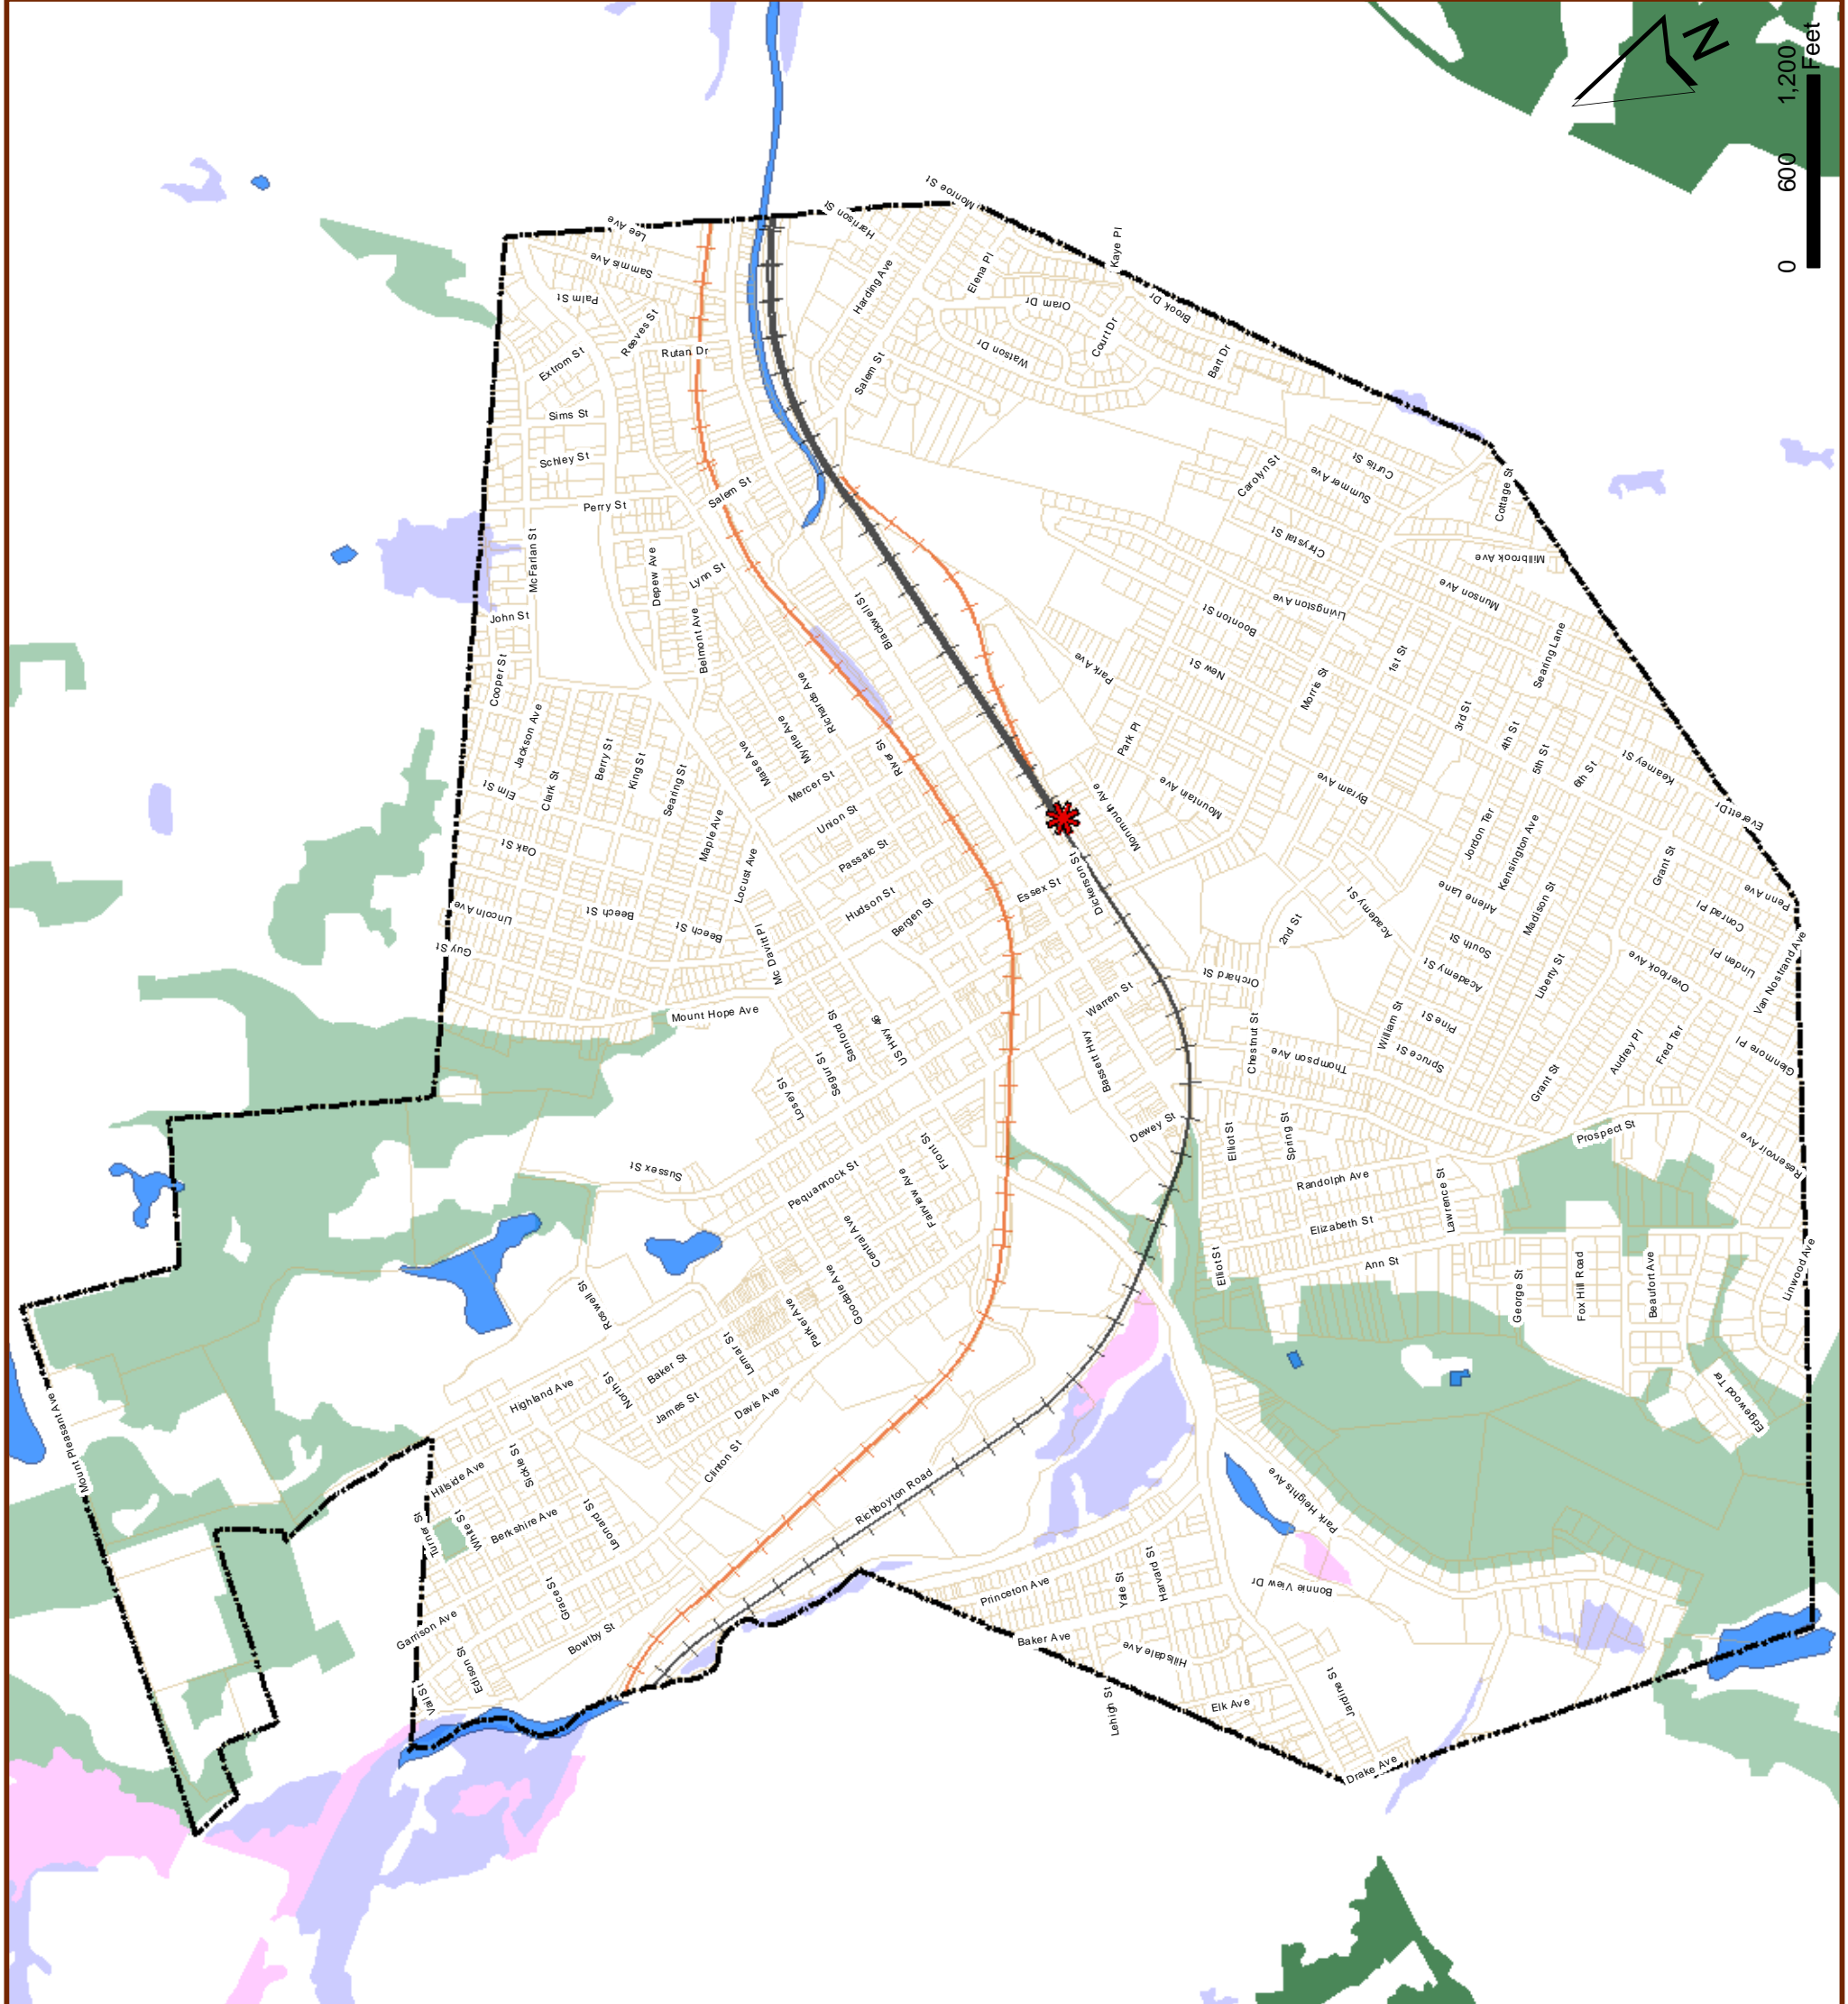 N
1,200
Feet
600
0
Monroe St
Harrison St
Lee Ave
Kaye Pl
Sammis Ave
Elena Pl
Harding Ave
Palm St
Oram Dr
Brook Dr
Reeves St
Court Dr
Rutan Dr
Watson Dr
Bart Dr
Extrom St
Salem St
Sims St
Schley St
Curtis St
Carolyn St
Summer Ave
Salem St
Cottage St
Perry St
Chrystal St
McFarlan St
Millbrook Ave
Depew Ave
Lynn St
Munson Ave
Livingston Ave
John St
Blackwell St
Boonton St
Belmont Ave
Searing Lane
1st St
Cooper St
Park Ave
New St
Morris St
Richards Ave
3rd St
Jackson Ave
4th St
Myrtle Ave
Park Pl
Mase Ave
River St
Berry St
5th St
Kearney St
King St
6th St
Searing St
Elm St
Clark St
Mercer St
Mountain Ave
Byram Ave
Monmouth Ave
Everett Dr
Union St
Jordon Ter
Maple Ave
Oak St
Kensington Ave
Passaic St
Grant St
Locust Ave
Dickerson St
Essex St
Penn Ave
Arlene Lane
Hudson St
Madison St
Lincoln Ave
Beech St
Academy St
Conrad Pl
Bergen St
2nd St
Beech St
Guy St
South St
Mc Davitt Pl
Linden Pl
Overlook Ave
Academy St
Orchard St
Liberty St
Van Nostrand Ave
Warren St
Mount Hope Ave
Pine St
William St
Sanford St
US Hwy 46
Chestnut St
Fred Ter
Audrey Pl
Glenmore Pl
Spruce St
Thompson Ave
Bassett Hwy
Segur St
Grant St
Losey St
Dewey St
Prospect St
Spring St
Elliot St
Front St
Reservoir Ave
Sussex St
Randolph Ave
Pequannock St
Fairview Ave
Lawrence St
Elizabeth St
Central Ave
Elliot St
Ann St
Linwood Ave
Fox Hill Road
Beaufort Ave
George St
Goodale Ave
Roswell St
Parker Ave
Lemar St
Baker St
North St
Highland Ave
Edgewood Ter
Davis Ave
James St
Mount Pleasant Ave
Clinton St
Sickle St
Hillside Ave
Richboyton Road
Park Heights Ave
Leonard St
Berkshire Ave
White St
Turner St
Harvard St
Yale St
Princeton Ave
Bonnie View Dr
Grace St
Garrison Ave
Bowlby St
Baker Ave
Hilsdale Ave
Edison St
Jardine St
Vail St
Elk Ave
Lehigh St
Drake Ave